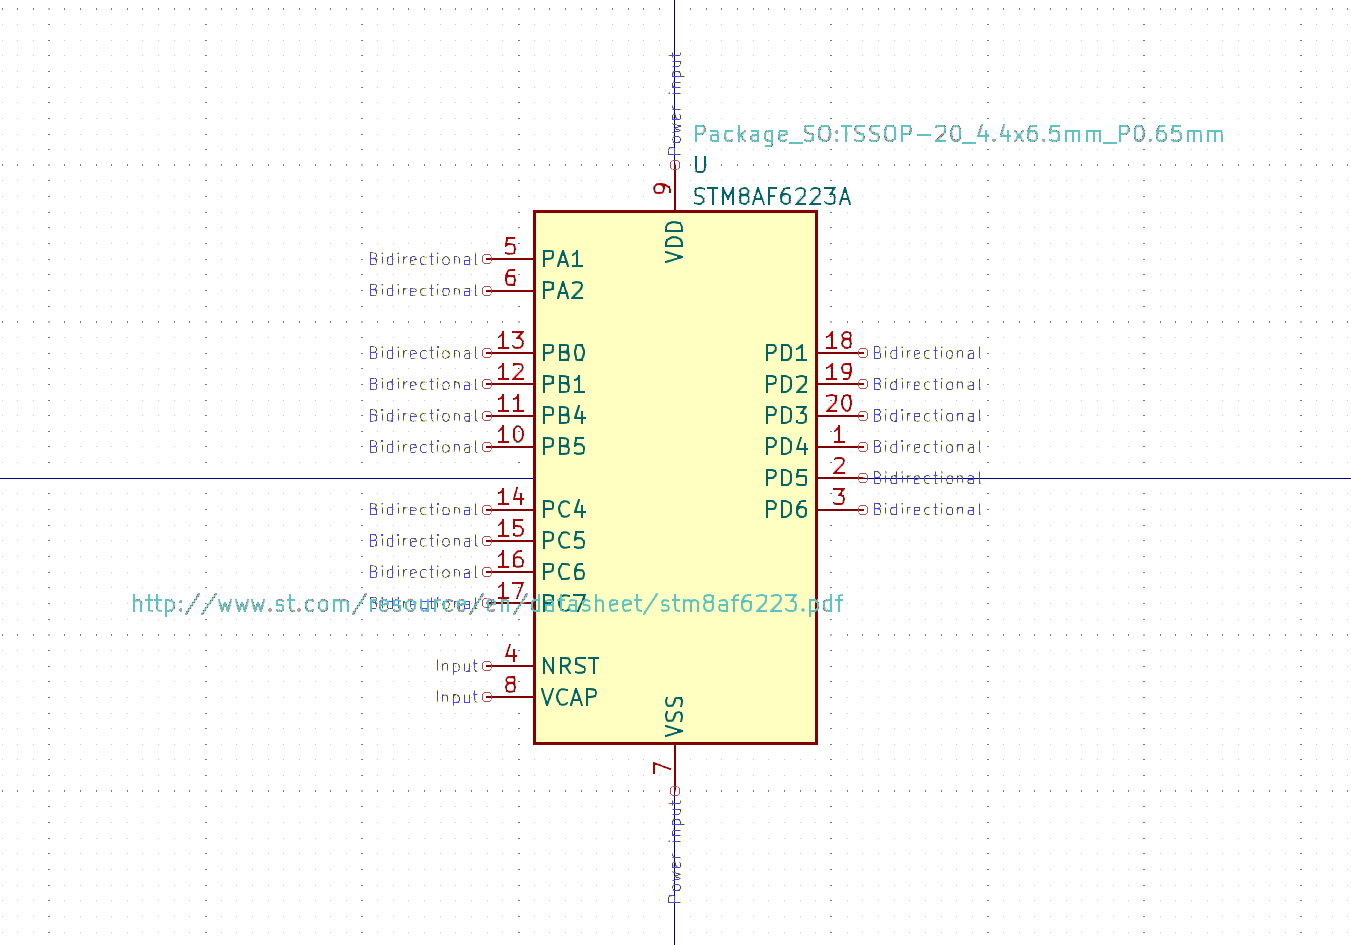 Power input
Package_SO:TSSOP-20_4.4x6.5mm_P0.65mm
U
9
STM8AF6223A
VDD
Bidirectional 5 PA1
Bidirectional 6 PA2
Bidirectional 13 PB0 PD1 18 Bidirectional
Bidirectional 12 PB1 PD2 19 Bidirectional
Bidirectional 11 PB4 PD3 20 Bidirectional
Bidirectional 10 PB5 PD4 1 Bidirectional
PD5 2 Bidirectional
Bidirectional 14 PC4 PD6 3 Bidirectional
Bidirectional 15 PC5
Bidirectional 16 PC6
Bidirectional 17 PC7
http://www.st.com/resource/en/datasheet/stm8af6223.pdf
Input 4 NRST
Input 8 VCAP
VSS
7
Power input